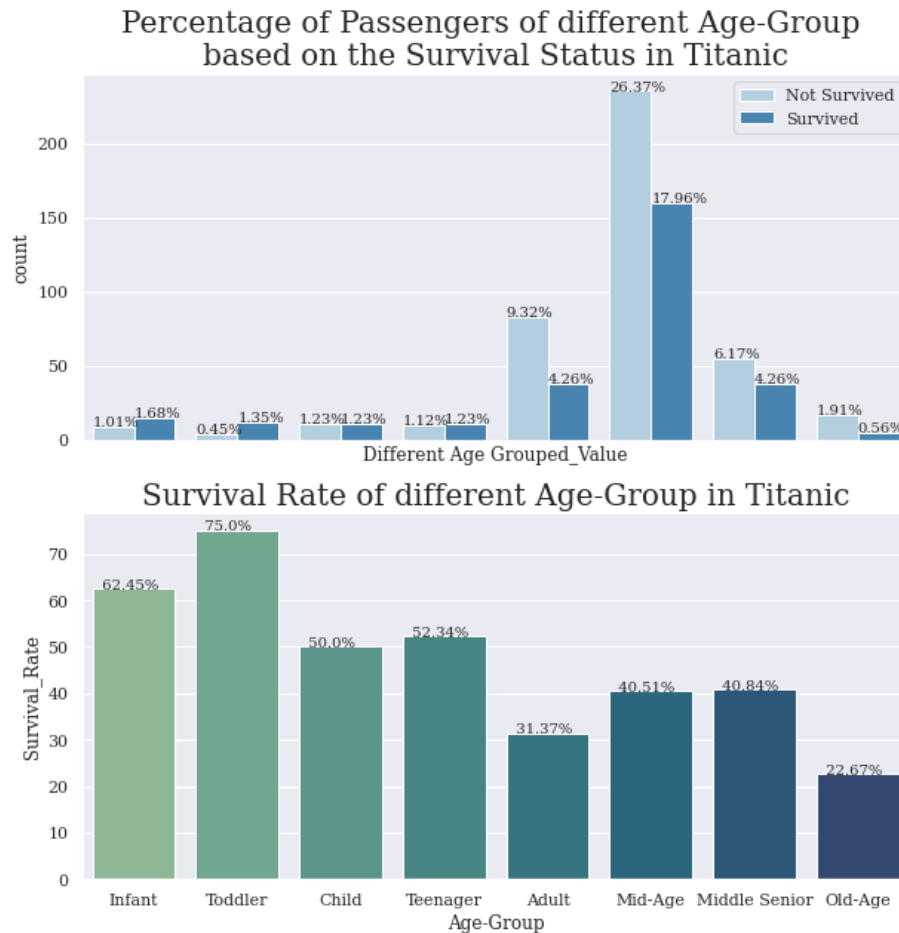 Percentage of Passengers of different Age-Group
based on the Survival Status in Titanic
Not Survived
Survived
count
200
150
100
50
0
1.01%
1.68%
0.45%
1.35%
1.23%
1.23%
1.12%
1.23%
9.32%
4.26%
26.37%
17.96%
6.17%
4.26%
1.91%
0.56%
Different Age Grouped_Value
Survival Rate of different Age-Group in Titanic
Survival_Rate
70
60
50
40
30
20
10
0
62.45%
75.0%
50.0%
52.34%
31.37%
40.51%
40.84%
22.67%
Infant
Toddler
Child
Teenager
Adult
Mid-Age
Middle Senior
Old-Age
Age-Group